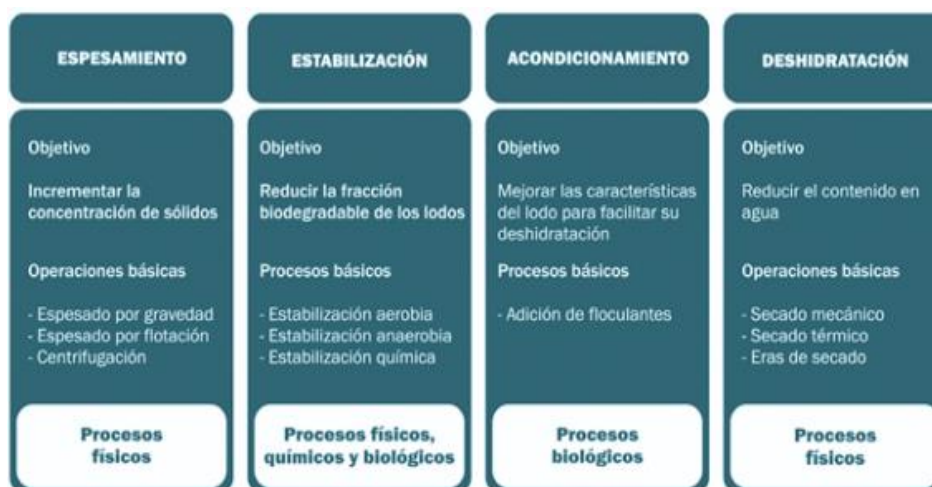 ESPESAMIENTO
Objetivo
Incrementar la
concentración de sólidos
Operaciones básicas
- Espesado por gravedad
- Espesado por flotación
- Centrifugación
Procesos
físicos
ESTABILIZACIÓN
Objetivo
Reducir la fracción
biodegradable de los lodos
Procesos básicos
- Estabilización aerobia
- Estabilización anaerobia
- Estabilización química
Procesos físicos,
químicos y biológicos
ACONDICIONAMIENTO
Objetivo
Mejorar las características
del lodo para facilitar su
deshidratación
Procesos básicos
- Adición de floculantes
Procesos
biológicos
DESHIDRATACIÓN
Objetivo
Reducir el contenido en
agua
Operaciones básicas
- Secado mecánico
- Secado térmico
- Eras de secado
Procesos
físicos